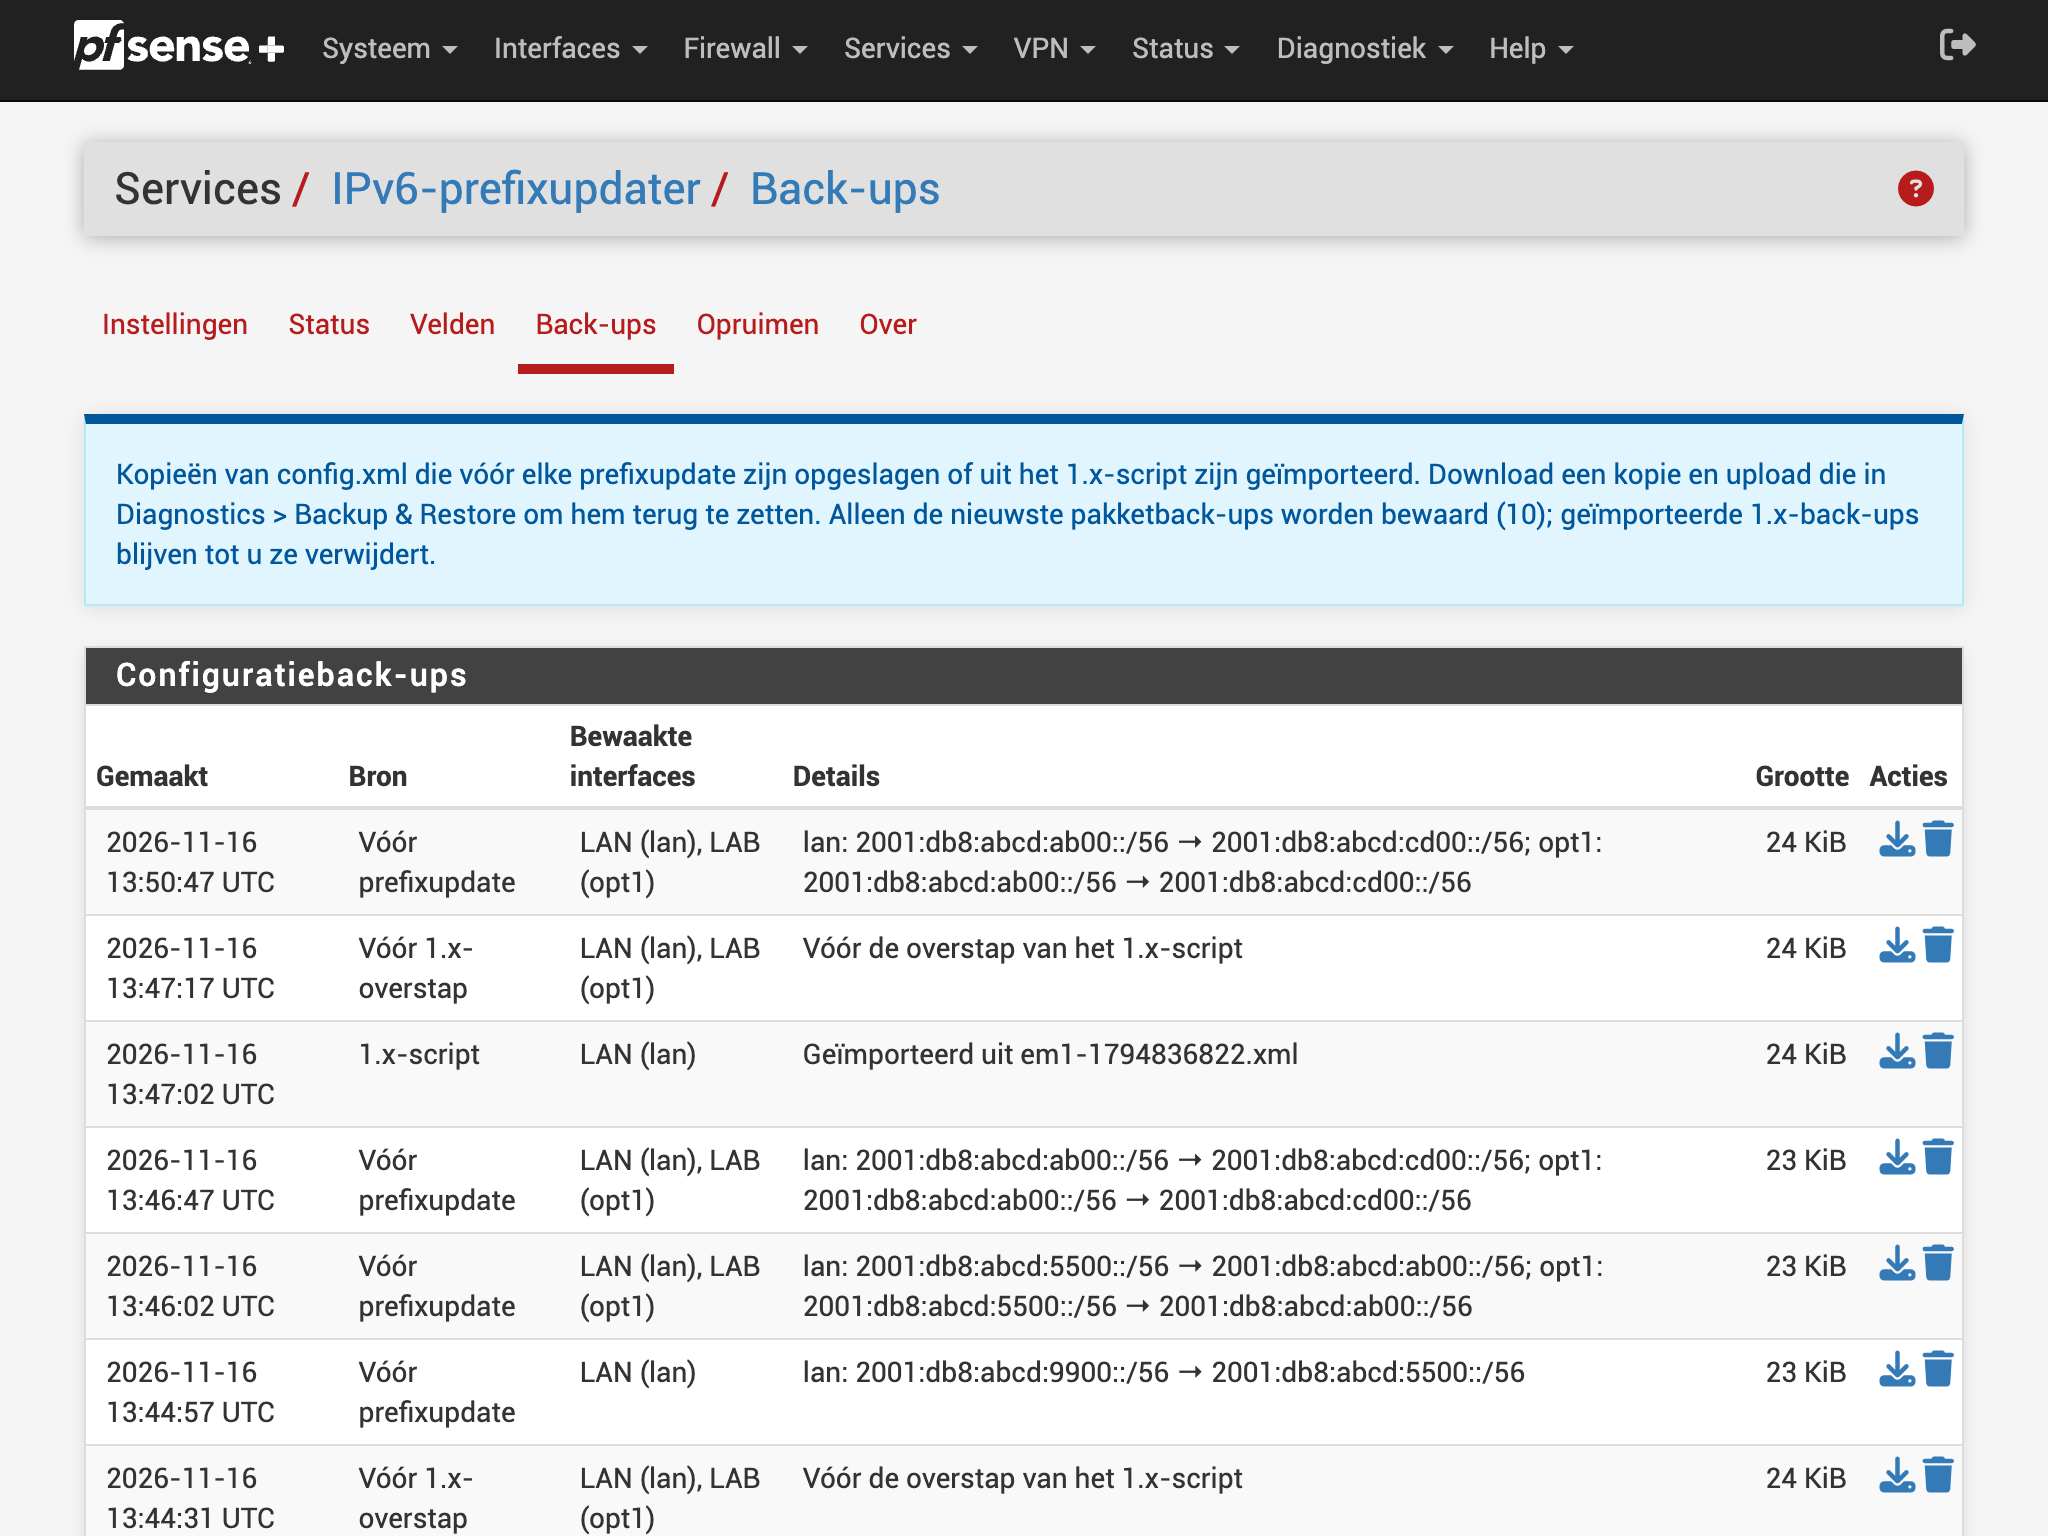 pfsense+ Systeem Interfaces Firewall Services VPN Status Diagnostiek Help
Services / IPv6-prefixupdater / Back-ups ?
Instellingen Status Velden Back-ups Opruimen Over
Kopieën van config.xml die vóór elke prefixupdate zijn opgeslagen of uit het 1.x-script zijn geïmporteerd. Download een kopie en upload die in
Diagnostics > Backup & Restore om hem terug te zetten. Alleen de nieuwste pakketback-ups worden bewaard (10); geïmporteerde 1.x-back-ups
blijven tot u ze verwijdert.
Configuratieback-ups
Bewaakte
Gemaakt Bron interfaces Details Grootte Acties
2026-11-16 Vóór LAN (lan), LAB lan: 2001:db8:abcd:ab00::/56 → 2001:db8:abcd:cd00::/56; opt1: 24 KiB
13:50:47 UTC prefixupdate (opt1) 2001:db8:abcd:ab00::/56 → 2001:db8:abcd:cd00::/56
2026-11-16 Vóór 1.x- LAN (lan), LAB Vóór de overstap van het 1.x-script 24 KiB
13:47:17 UTC overstap (opt1)
2026-11-16 1.x-script LAN (lan) Geïmporteerd uit em1-1794836822.xml 24 KiB
13:47:02 UTC
2026-11-16 Vóór LAN (lan), LAB lan: 2001:db8:abcd:ab00::/56 → 2001:db8:abcd:cd00::/56; opt1: 23 KiB
13:46:47 UTC prefixupdate (opt1) 2001:db8:abcd:ab00::/56 → 2001:db8:abcd:cd00::/56
2026-11-16 Vóór LAN (lan), LAB lan: 2001:db8:abcd:5500::/56 → 2001:db8:abcd:ab00::/56; opt1: 23 KiB
13:46:02 UTC prefixupdate (opt1) 2001:db8:abcd:5500::/56 → 2001:db8:abcd:ab00::/56
2026-11-16 Vóór LAN (lan) lan: 2001:db8:abcd:9900::/56 → 2001:db8:abcd:5500::/56 23 KiB
13:44:57 UTC prefixupdate
2026-11-16 Vóór 1.x- LAN (lan), LAB Vóór de overstap van het 1.x-script 24 KiB
13:44:31 UTC overstap (opt1)